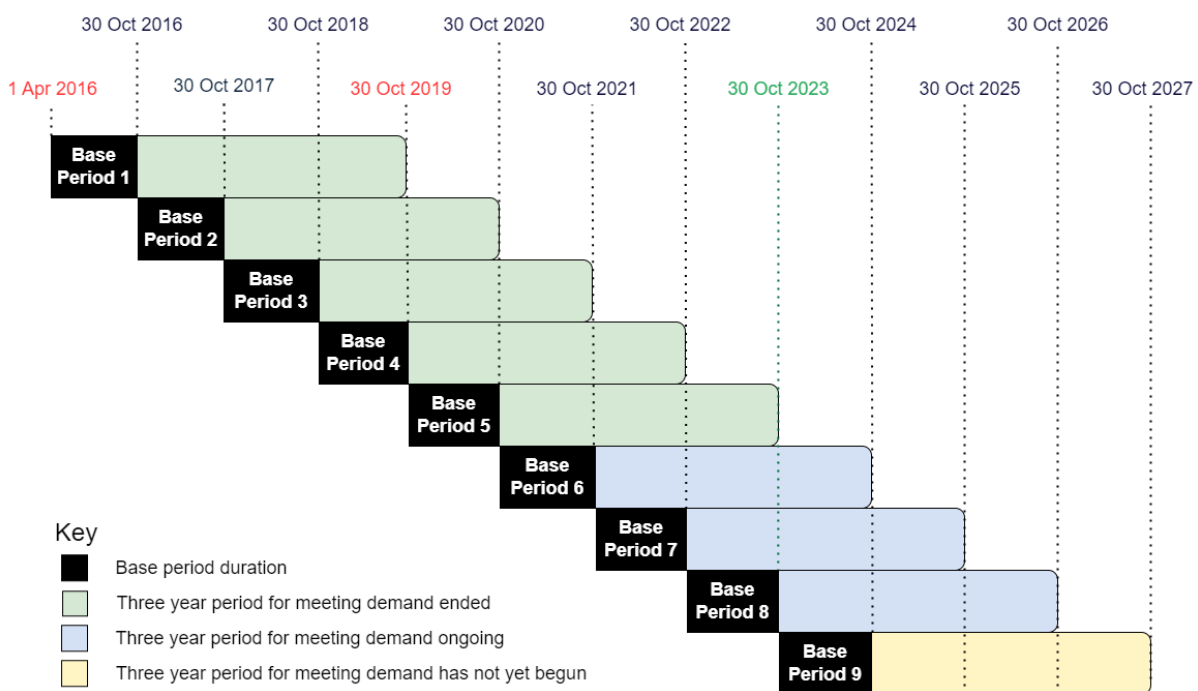 30 Oct 2016
30 Oct 2018
30 Oct 2020
30 Oct 2022
30 Oct 2024
30 Oct 2026
1 Apr 2016
30 Oct 2017
30 Oct 2019
30 Oct 2021
30 Oct 2023
30 Oct 2025
30 Oct 2027
Base
Period 1
Base
Period 2
Base
Period 3
Base
Period 4
Base
Period 5
Base
Period 6
Base
Period 7
Base
Period 8
Base
Period 9
Key
Base period duration
Three year period for meeting demand ended
Three year period for meeting demand ongoing
Three year period for meeting demand has not yet begun